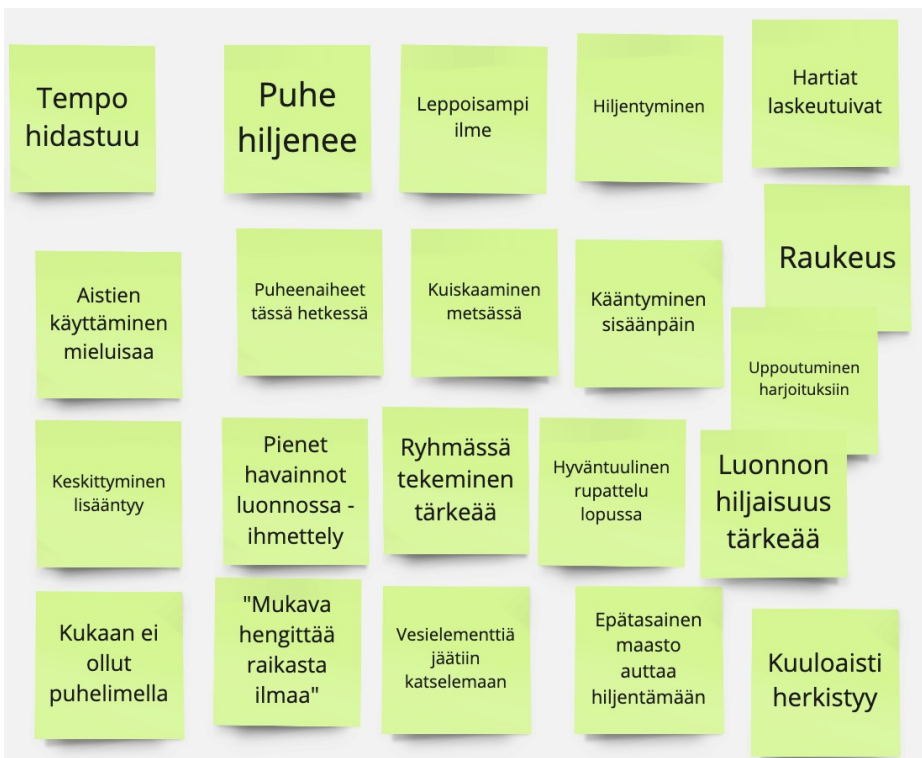 Tempo
hidastuu
Puhe
hiljenee
Leppoisampi
ilme
Hiljentyminen
Hartiat
laskeutuivat
Raukeus
Aistien
käyttäminen
mieluisaa
Puheenaiheet
tässä hetkessä
Kuiskaaminen
metsässä
Kääntyminen
sisäänpäin
Uppoutuminen
harjoituksiin
Keskittyminen
lisääntyy
Pienet
havainnot
luonnossa -
ihmettely
Ryhmässä
tekeminen
tärkeää
Hyväntuulinen
rupattelu
lopussa
Luonnon
hiljaisuus
tärkeää
Kukaan ei
ollut
puhelimella
"Mukava
hengittää
raikasta
ilmaa"
Vesielementtiä
jäätiin
katselemaan
Epätasainen
maasto
auttaa
hiljentämään
Kuuloaisti
herkistyy